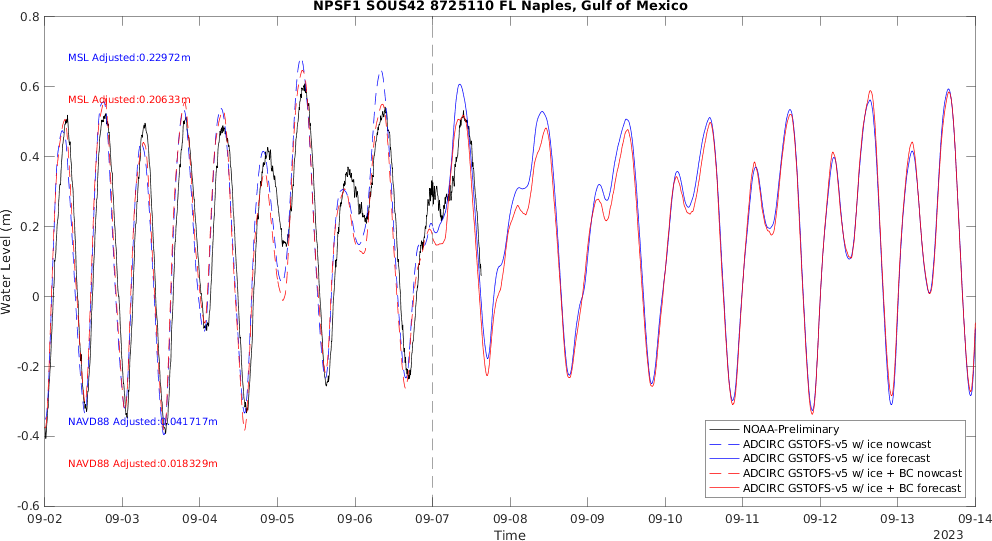 NPSF1 SOUS42 8725110 FL Naples, Gulf of Mexico
Water Level (m)
0.8
0.6
0.4
0.2
0
-0.2
-0.4
-0.6
MSL Adjusted:0.22972m
MSL Adjusted:0.20633m
NAVD88 Adjusted:0.041717m
NAVD88 Adjusted:0.018329m
NOAA-Preliminary
ADCIRC GSTOFS-v5 w/ ice nowcast
ADCIRC GSTOFS-v5 w/ ice forecast
ADCIRC GSTOFS-v5 w/ ice + BC nowcast
ADCIRC GSTOFS-v5 w/ ice + BC forecast
09-02 09-03 09-04 09-05 09-06 09-07 09-08 09-09 09-10 09-11 09-12 09-13 09-14
Time
2023